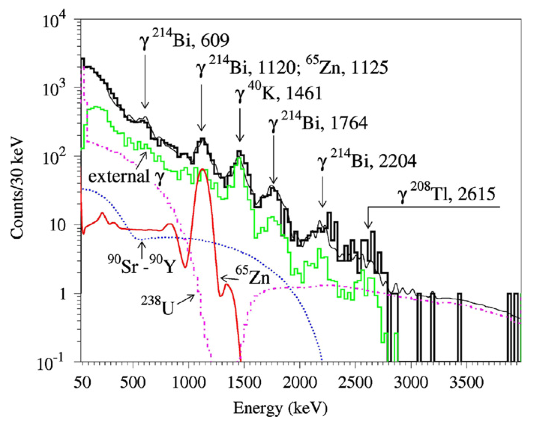 10^4
10^3
10^2
10
1
10^-1
Counts/30 keV
γ ^214Bi, 609
γ ^214Bi, 1120; ^65Zn, 1125
γ ^40K, 1461
γ ^214Bi, 1764
γ ^214Bi, 2204
γ ^208Tl, 2615
external γ
^90Sr - ^90Y
^65Zn
^238U
50 500 1000 1500 2000 2500 3000 3500
Energy (keV)